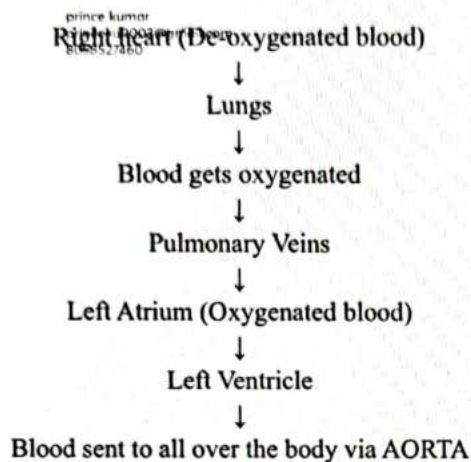 prince kumar
Right heart (De-oxygenated blood)
↓
Lungs
↓
Blood gets oxygenated
↓
Pulmonary Veins
↓
Left Atrium (Oxygenated blood)
↓
Left Ventricle
↓
Blood sent to all over the body via AORTA